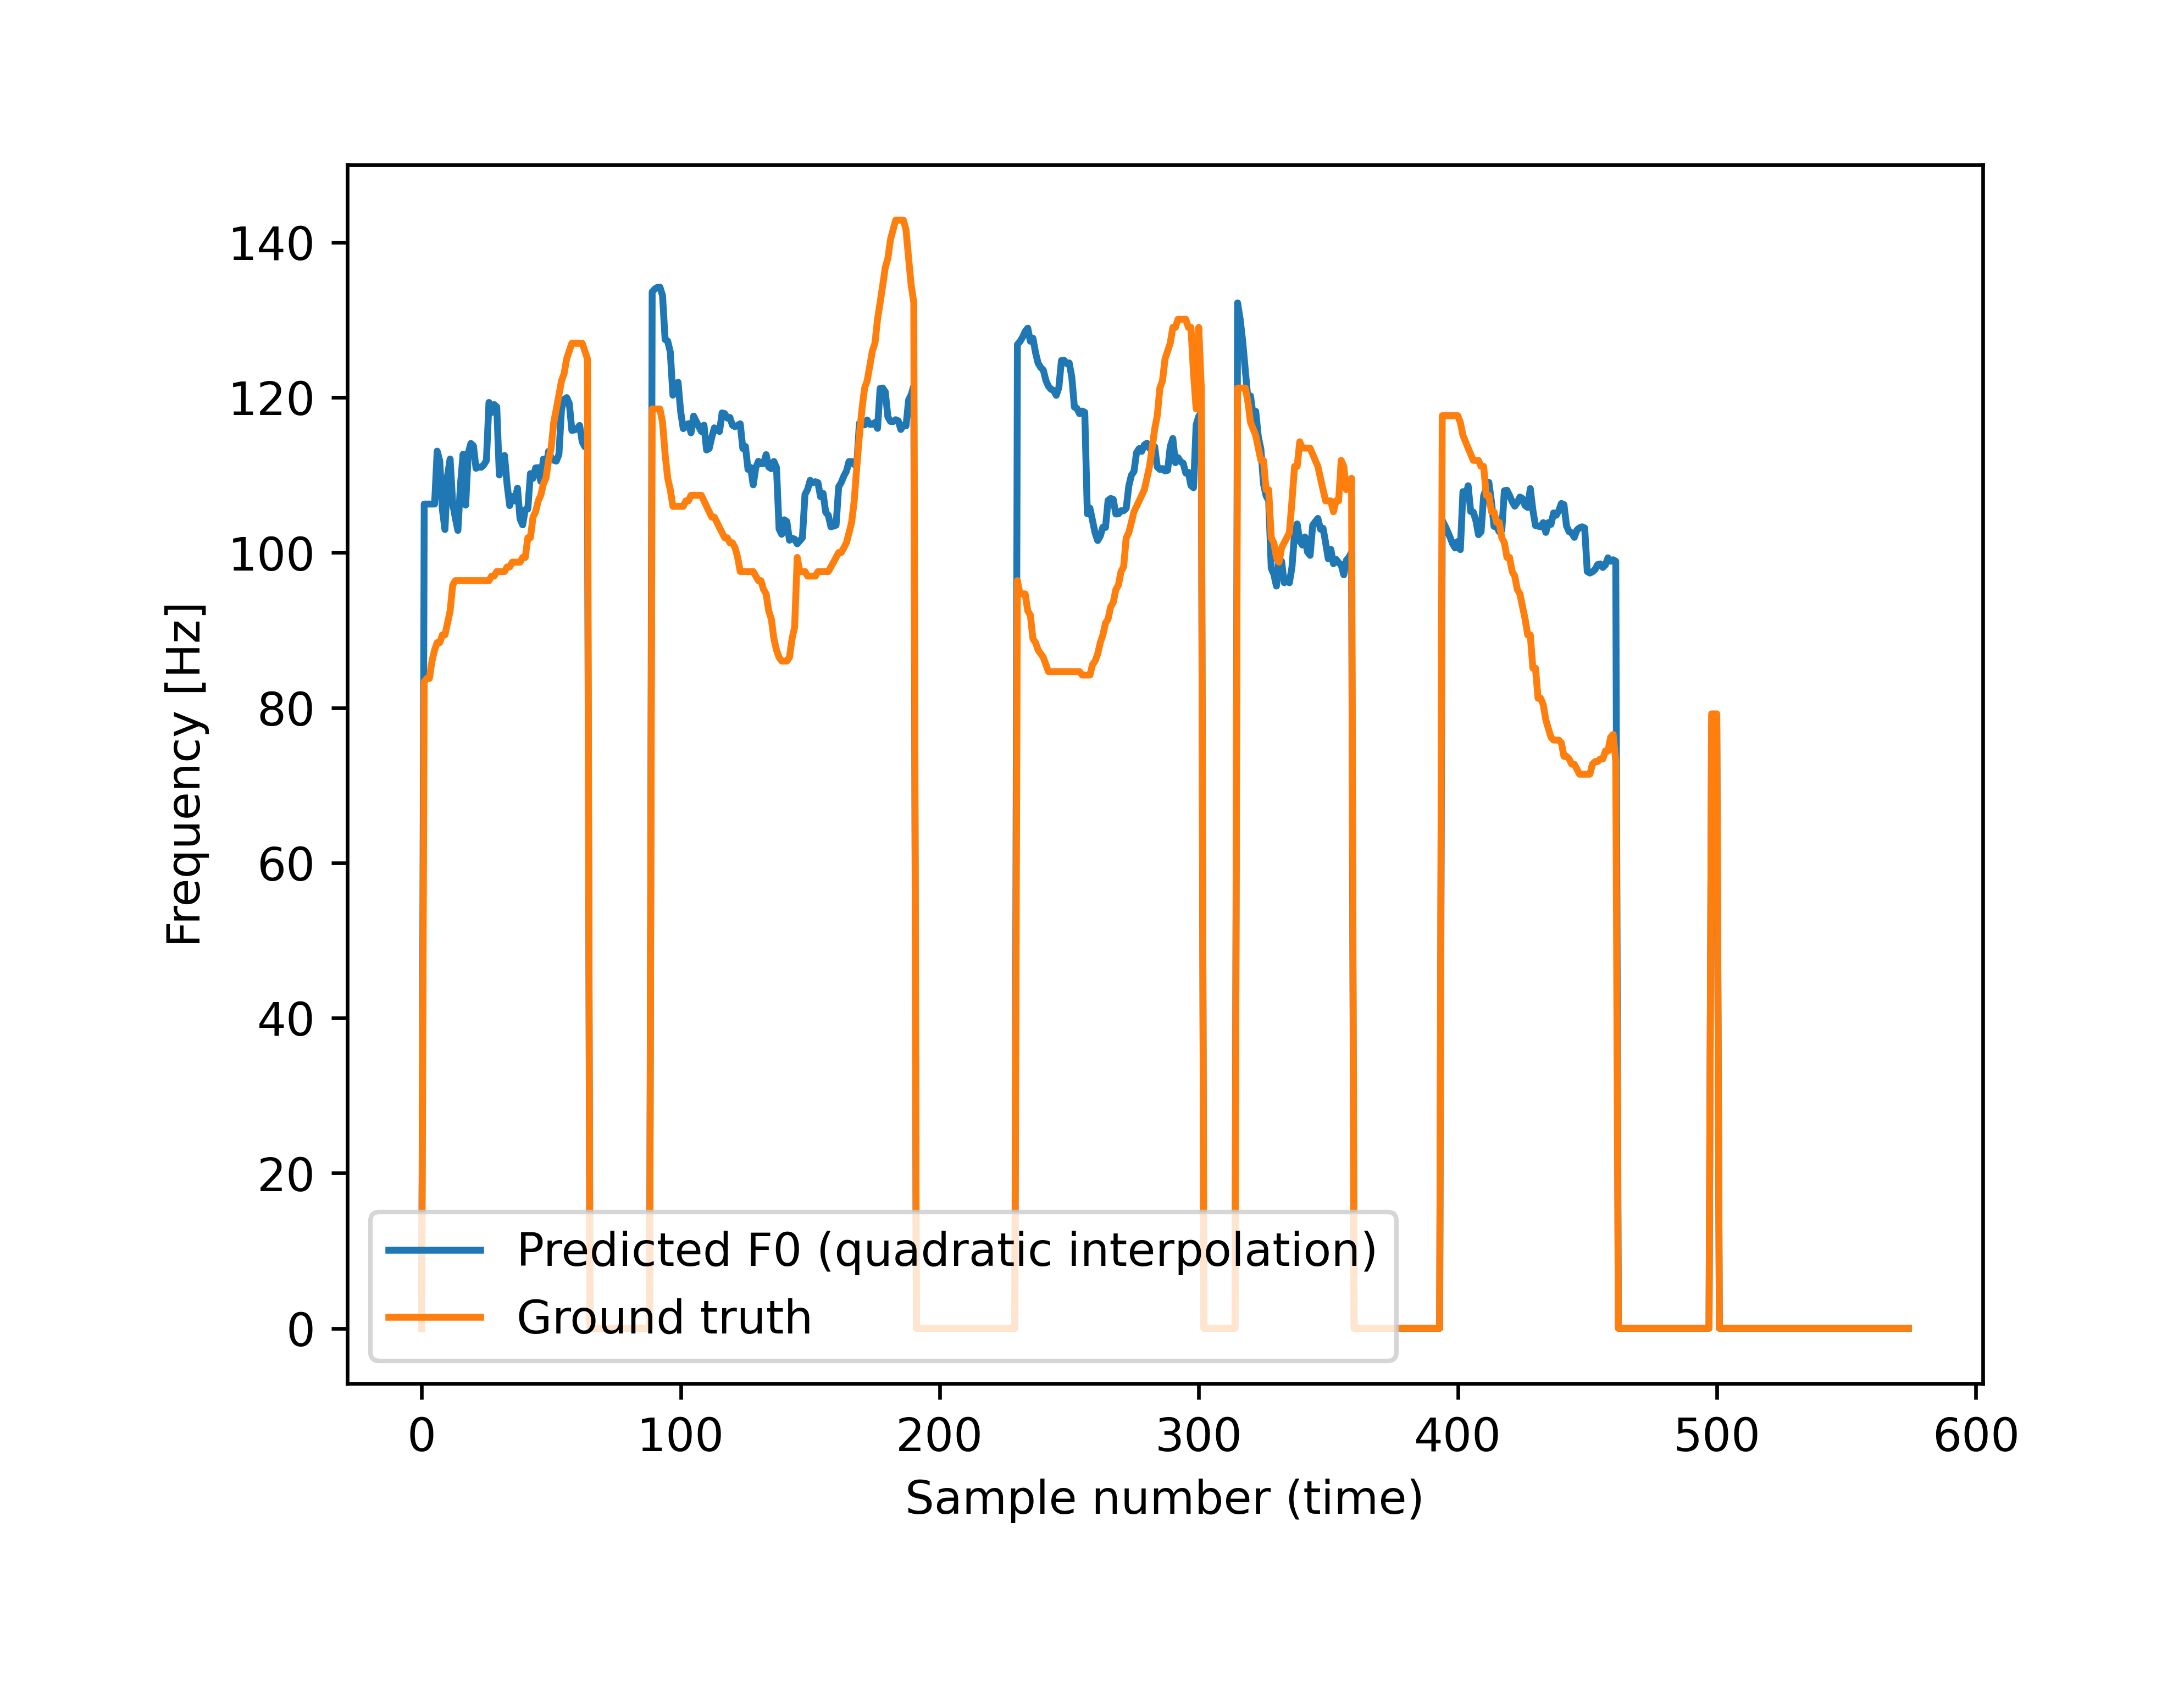 140
120
100
80
60
40
20
0
Frequency [Hz]
Predicted F0 (quadratic interpolation)
Ground truth
0 100 200 300 400 500 600
Sample number (time)